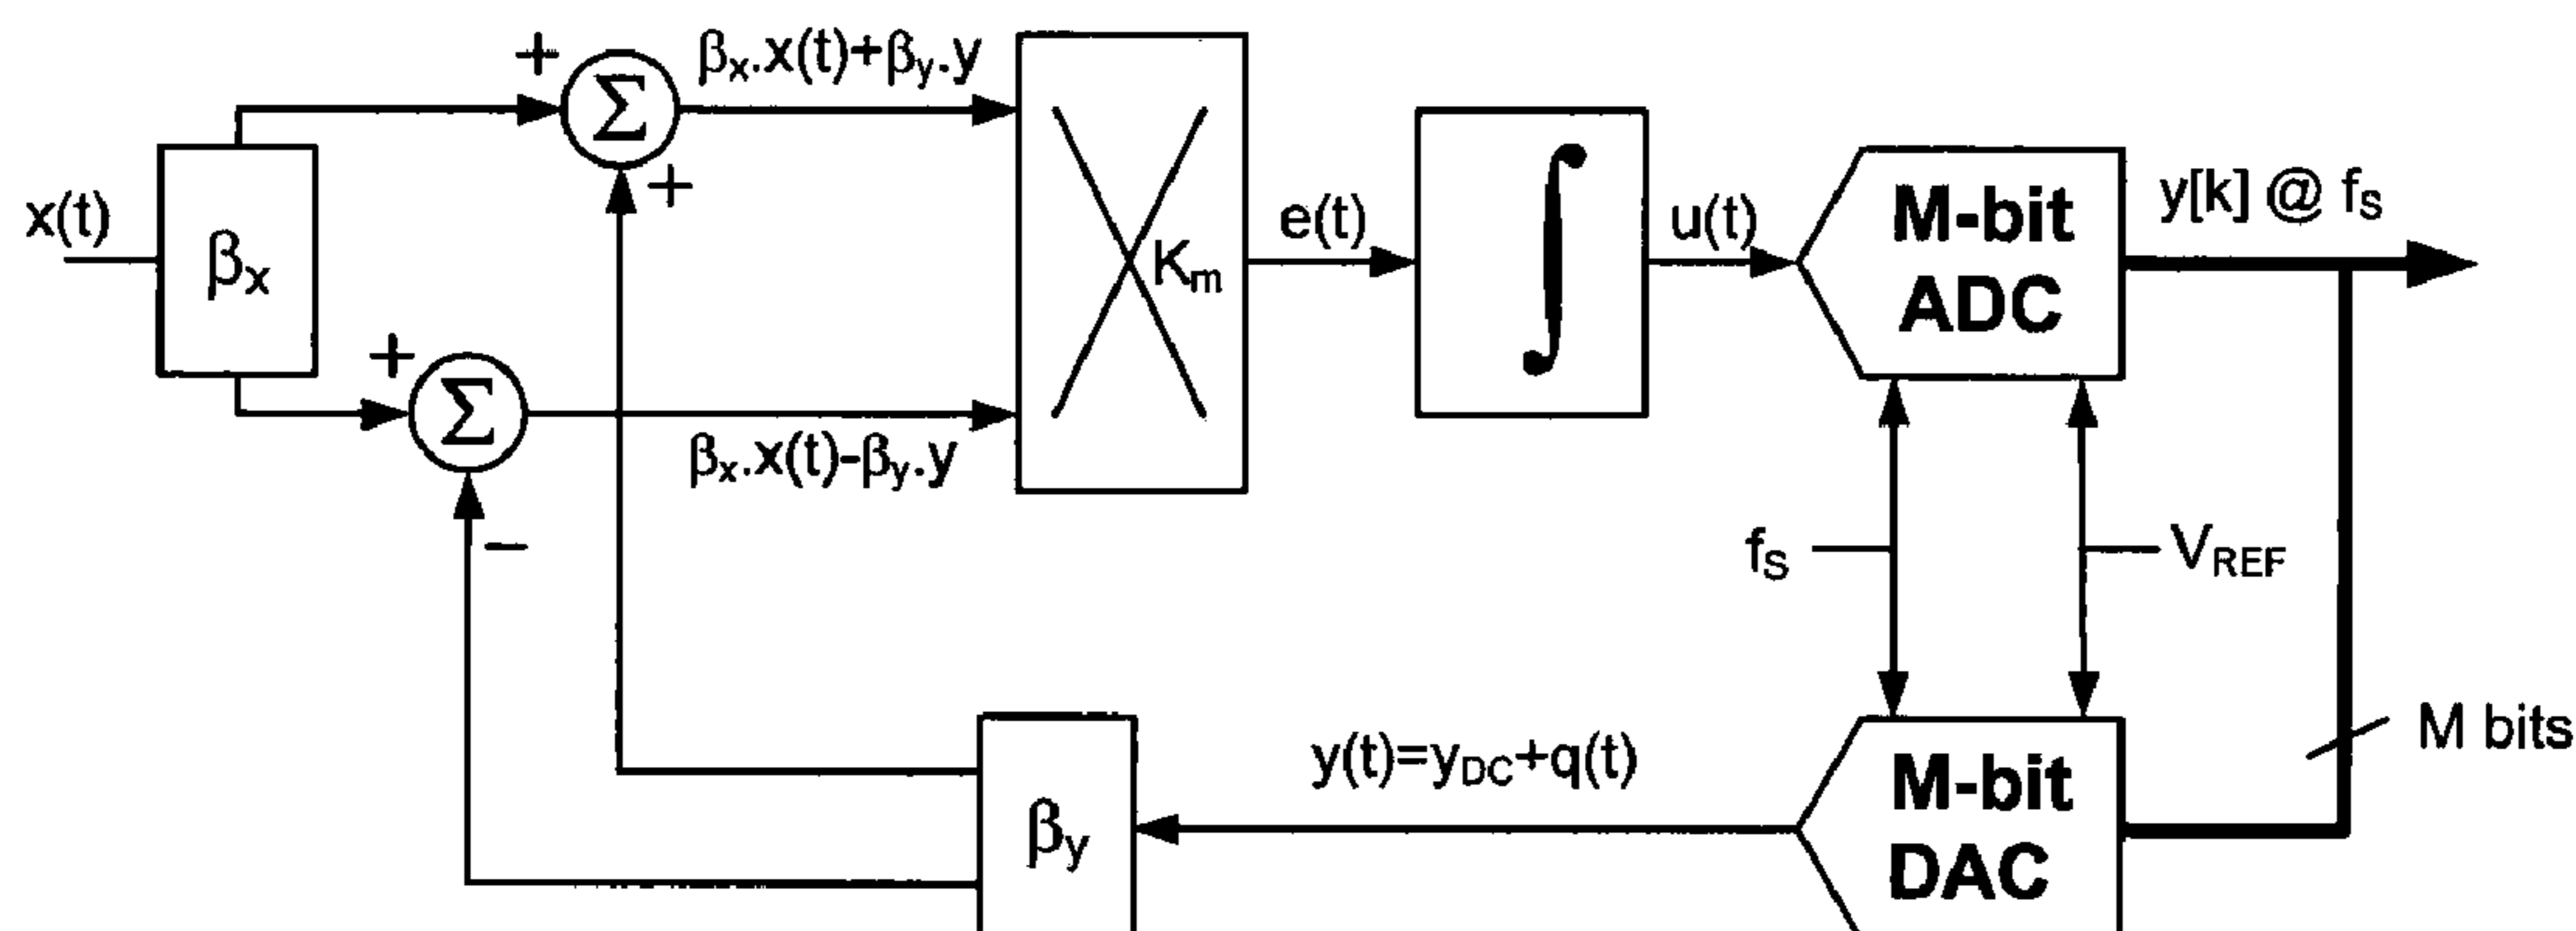 +
βx.x(t)+βy.y
Σ
+
x(t)
βx
+
Σ
βx.x(t)-βy.y
−
Km
e(t)
∫
u(t)
M-bit
ADC
y[k] @ fS
fS
VREF
M bits
y(t)=yDC+q(t)
βy
M-bit
DAC